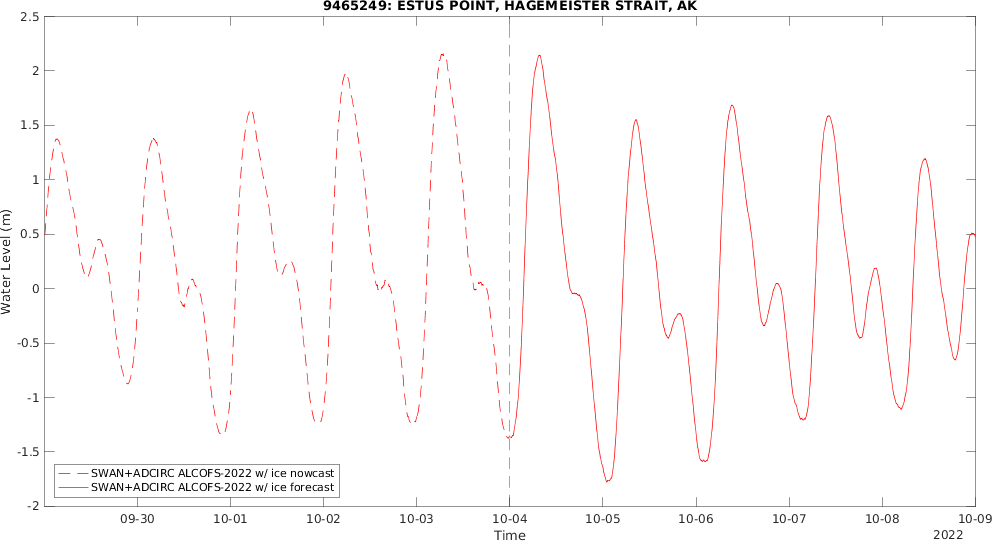 9465249: ESTUS POINT, HAGEMEISTER STRAIT, AK
2.5
2
1.5
1
0.5
0
-0.5
-1
-1.5
-2
Water Level (m)
SWAN+ADCIRC ALCOFS-2022 w/ ice nowcast
SWAN+ADCIRC ALCOFS-2022 w/ ice forecast
09-30 10-01 10-02 10-03 10-04 10-05 10-06 10-07 10-08 10-09
Time
2022